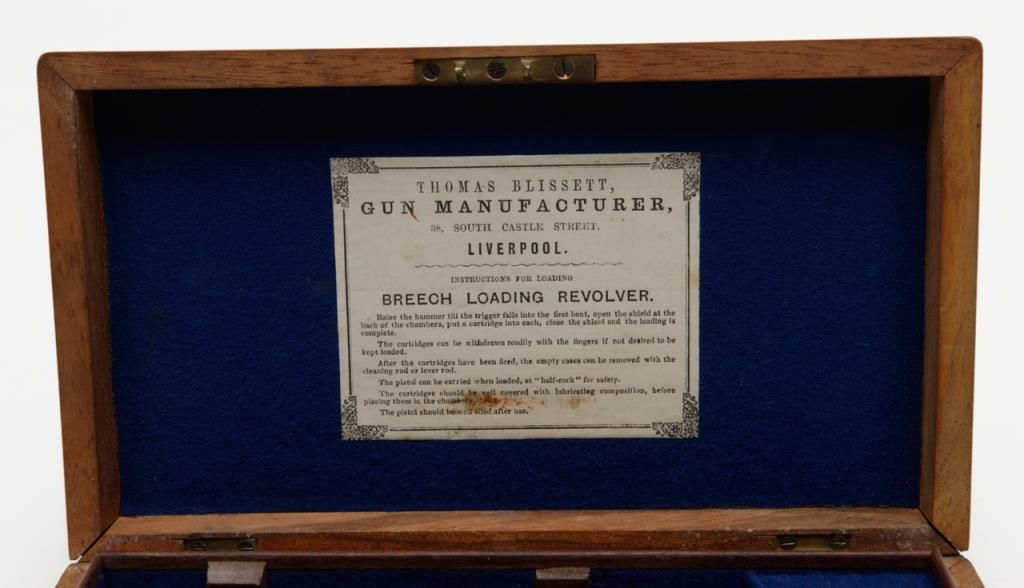 THOMAS BLISSETT,
GUN MANUFACTURER,
38, SOUTH CASTLE STREET,
LIVERPOOL.
INSTRUCTIONS FOR LOADING
BREECH LOADING REVOLVER.
Raise the hammer till the trigger falls into the first bent, open the shield at the
back of the chambers, put a cartridge into each, close the shield and the loading is
complete.
The cartridges can be withdrawn readily with the fingers if not desired to be
kept loaded.
After the cartridges have been fired, the empty cases can be removed with the
cleaning rod or lever rod.
The pistol can be carried when loaded, at "half-cock" for safety.
The cartridges should be well covered with lubricating composition, before
placing them in the chambers.
The pistol should be well oiled after use.